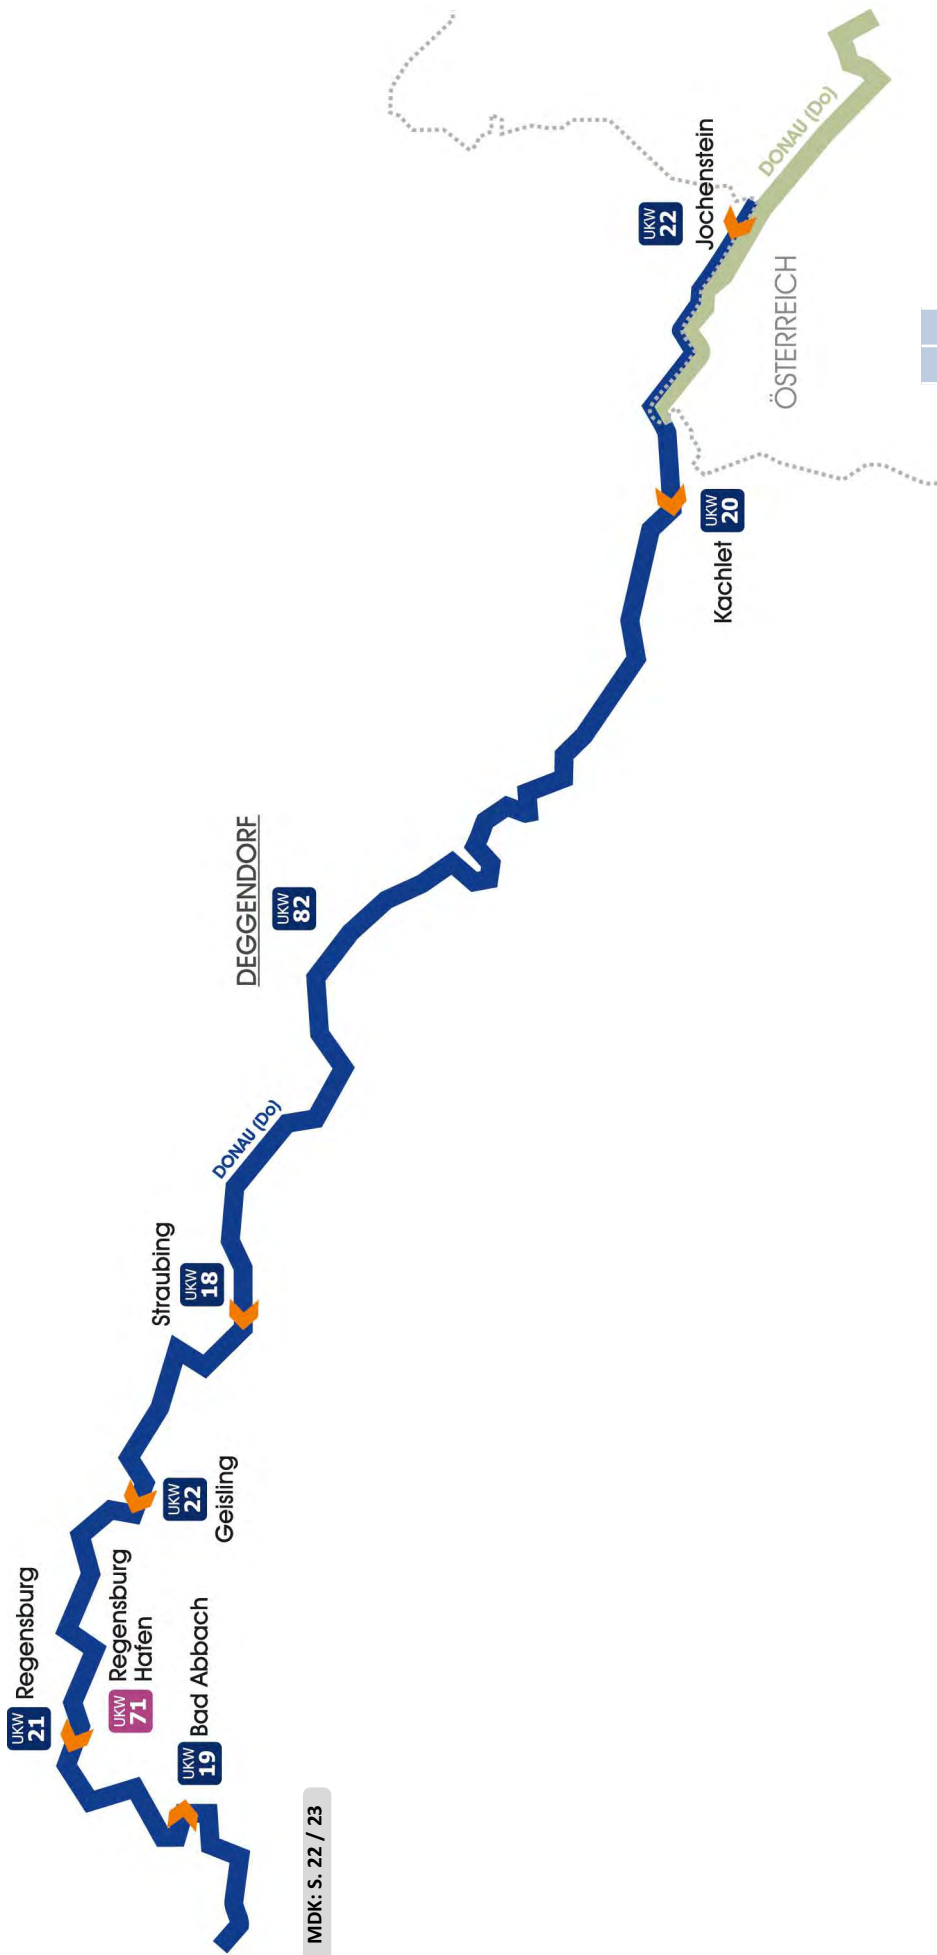 UKW
21
Regensburg
UKW
71
Regensburg
Hafen
UKW
19
Bad Abbach
MDK: S. 22 / 23
UKW
22
Geisling
Straubing
UKW
18
DONAU (Do)
DEGGENDORF
UKW
82
Kachlet
UKW
20
UKW
22
Jochenstein
ÖSTERREICH
DONAU (Do)